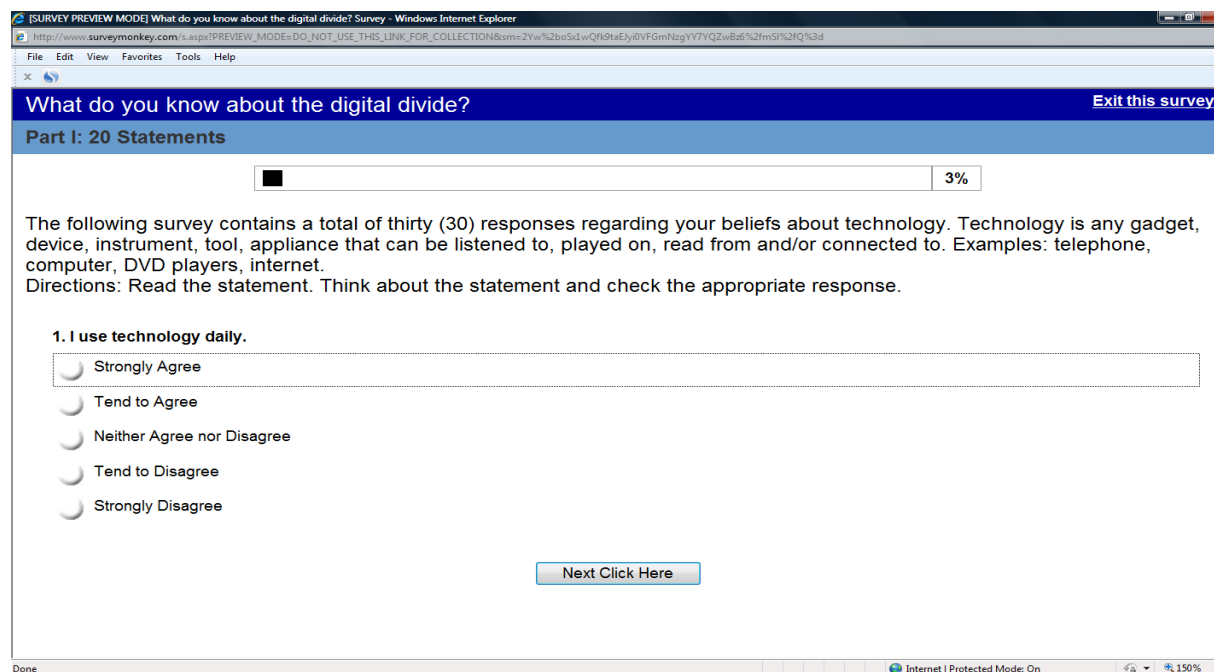 [SURVEY PREVIEW MODE] What do you know about the digital divide? Survey - Windows Internet Explorer
File Edit View Favorites Tools Help
What do you know about the digital divide?
Exit this survey
Part I: 20 Statements
3%
The following survey contains a total of thirty (30) responses regarding your beliefs about technology. Technology is any gadget,
device, instrument, tool, appliance that can be listened to, played on, read from and/or connected to. Examples: telephone,
computer, DVD players, internet.
Directions: Read the statement. Think about the statement and check the appropriate response.
1. I use technology daily.
Strongly Agree
Tend to Agree
Neither Agree nor Disagree
Tend to Disagree
Strongly Disagree
Next Click Here
Done
Internet | Protected Mode: On
150%